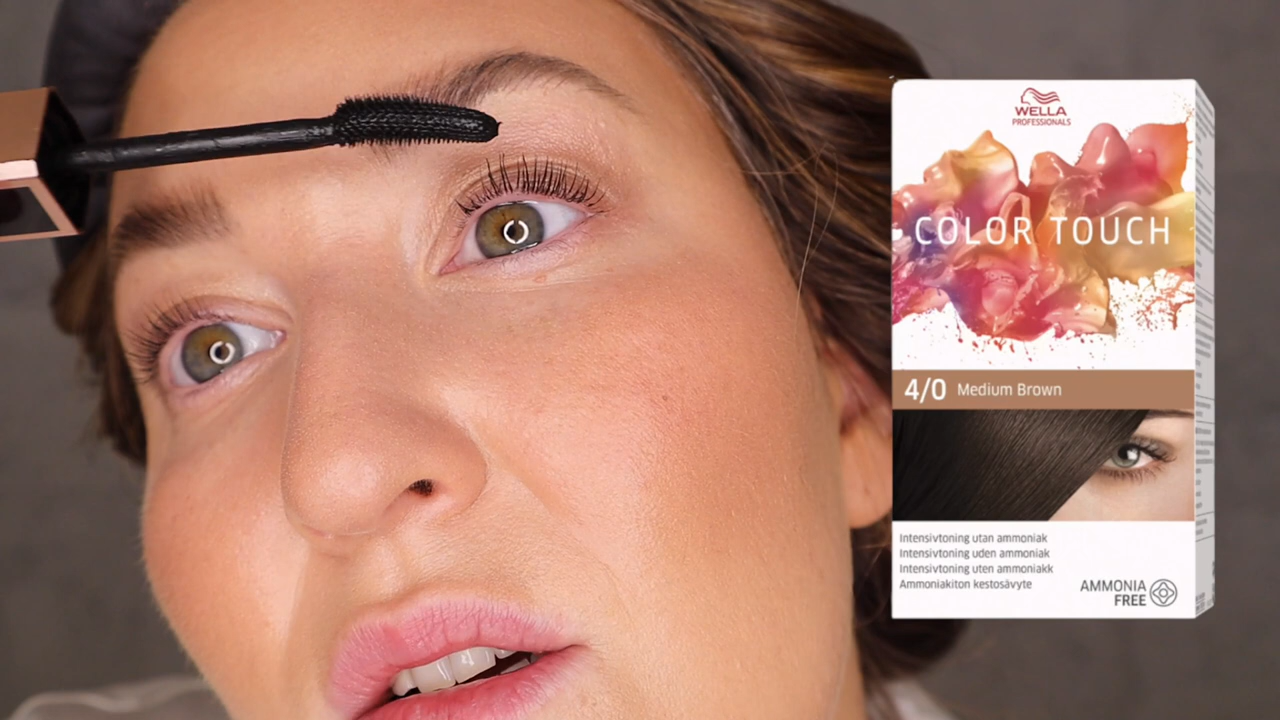 WELLA
PROFESSIONALS
COLOR TOUCH
4/0 Medium Brown
Intensivtoning utan ammoniak
Intensivtoning uden ammoniak
Intensivtoning uten ammoniakk
Ammoniakiton kestosävyte
AMMONIA
FREE